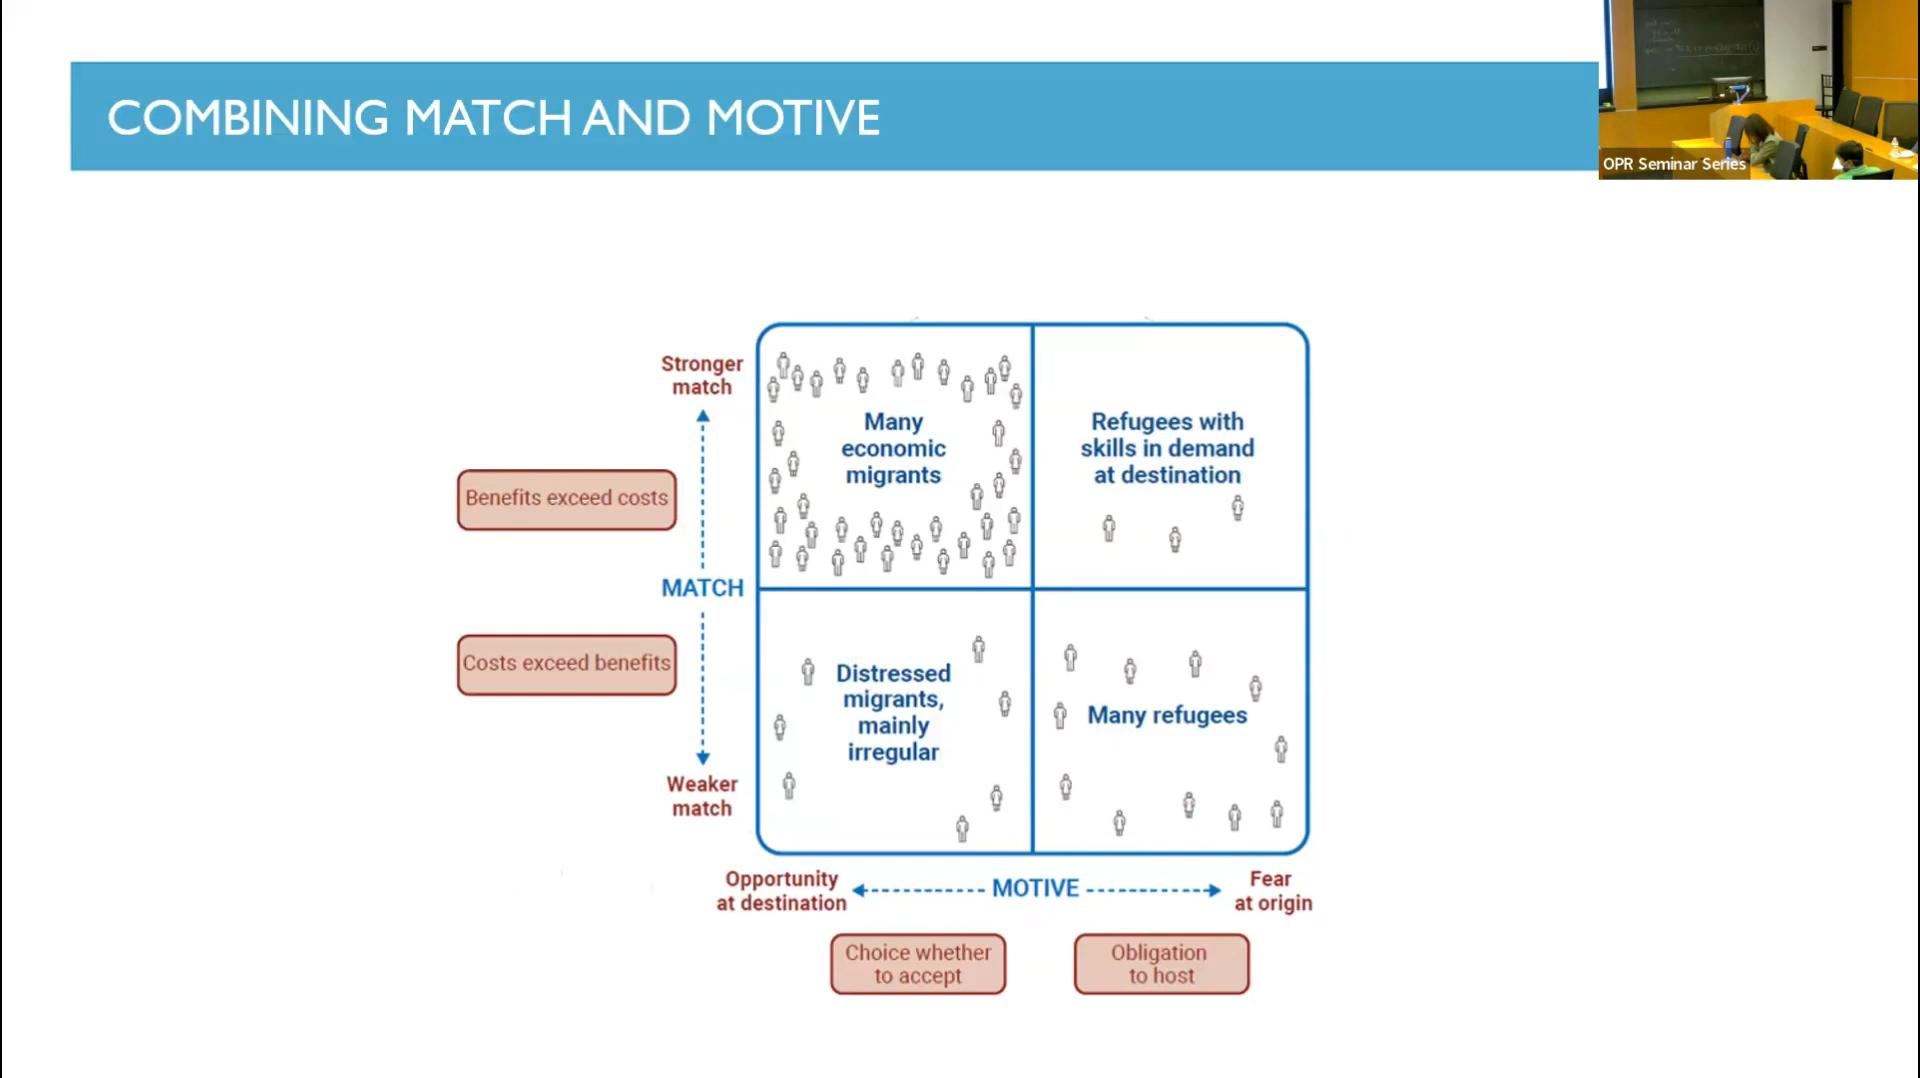 COMBINING MATCH AND MOTIVE
OPR Seminar Series
Stronger
match
Many
economic
migrants
Refugees with
skills in demand
at destination
Benefits exceed costs
MATCH
Costs exceed benefits
Distressed
migrants,
mainly
irregular
Many refugees
Weaker
match
Opportunity
at destination
MOTIVE
Fear
at origin
Choice whether
to accept
Obligation
to host